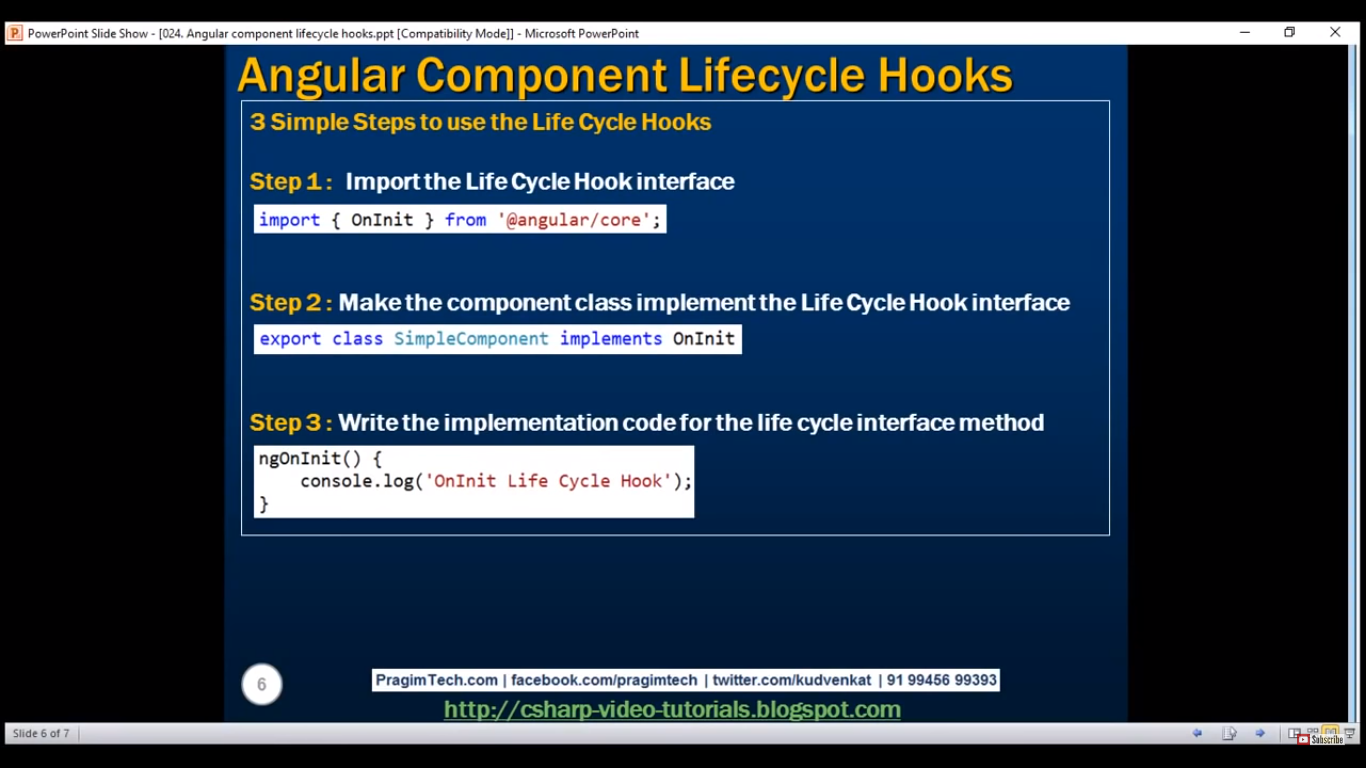 PowerPoint Slide Show - [024. Angular component lifecycle hooks.ppt [Compatibility Mode]] - Microsoft PowerPoint
Angular Component Lifecycle Hooks
3 Simple Steps to use the Life Cycle Hooks
Step 1 : Import the Life Cycle Hook interface
import { OnInit } from '@angular/core';
Step 2 : Make the component class implement the Life Cycle Hook interface
export class SimpleComponent implements OnInit
Step 3 : Write the implementation code for the life cycle interface method
ngOnInit() {
console.log('OnInit Life Cycle Hook');
}
6
PragimTech.com | facebook.com/pragimtech | twitter.com/kudvenkat | 91 99456 99393
http://csharp-video-tutorials.blogspot.com
Slide 6 of 7
Subscribe